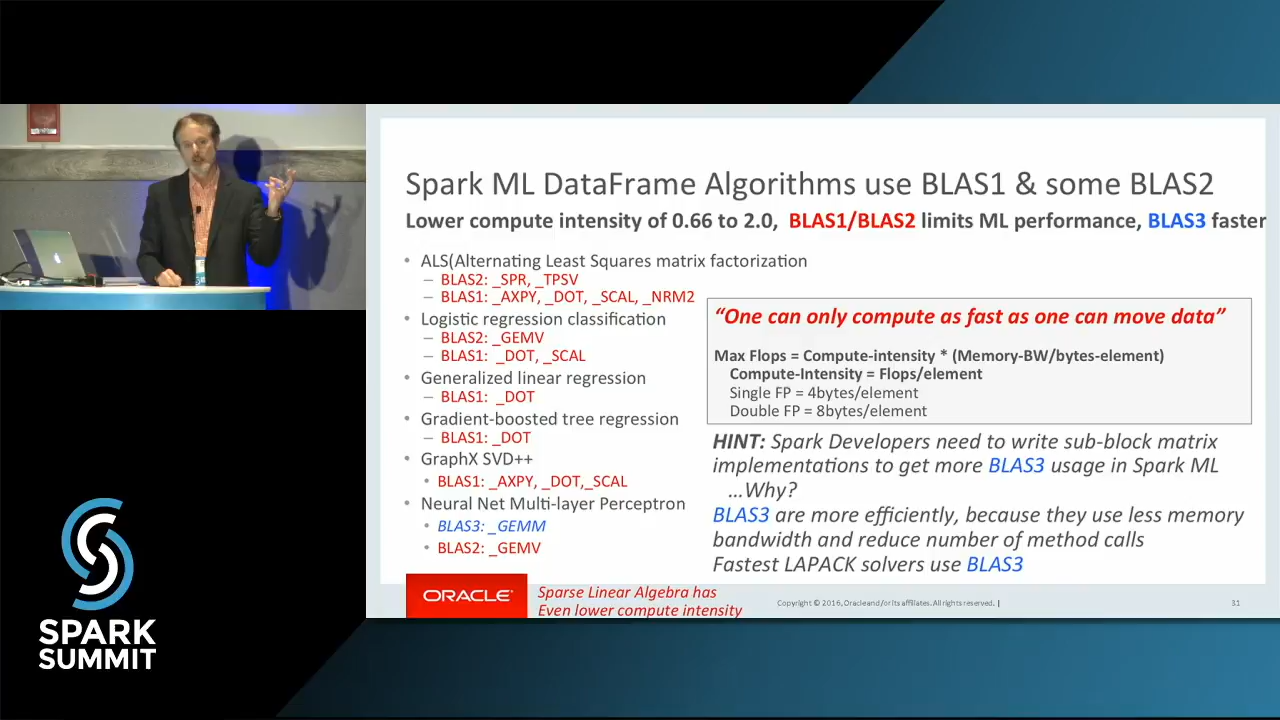 Spark ML DataFrame Algorithms use BLAS1 & some BLAS2
Lower compute intensity of 0.66 to 2.0, BLAS1/BLAS2 limits ML performance, BLAS3 faster
• ALS(Alternating Least Squares matrix factorization
– BLAS2: _SPR, _TPSV
– BLAS1: _AXPY, _DOT, _SCAL, _NRM2
• Logistic regression classification
– BLAS2: _GEMV
– BLAS1: _DOT, _SCAL
• Generalized linear regression
– BLAS1: _DOT
• Gradient-boosted tree regression
– BLAS1: _DOT
• GraphX SVD++
• BLAS1: _AXPY, _DOT,_SCAL
• Neural Net Multi-layer Perceptron
• BLAS3: _GEMM
• BLAS2: _GEMV
“One can only compute as fast as one can move data”
Max Flops = Compute-intensity * (Memory-BW/bytes-element)
Compute-Intensity = Flops/element
Single FP = 4bytes/element
Double FP = 8bytes/element
HINT: Spark Developers need to write sub-block matrix
implementations to get more BLAS3 usage in Spark ML
...Why?
BLAS3 are more efficiently, because they use less memory
bandwidth and reduce number of method calls
Fastest LAPACK solvers use BLAS3
ORACLE
Sparse Linear Algebra has
Even lower compute intensity
Copyright © 2016, Oracle and/or its affiliates. All rights reserved. |
31
SPARK
SUMMIT